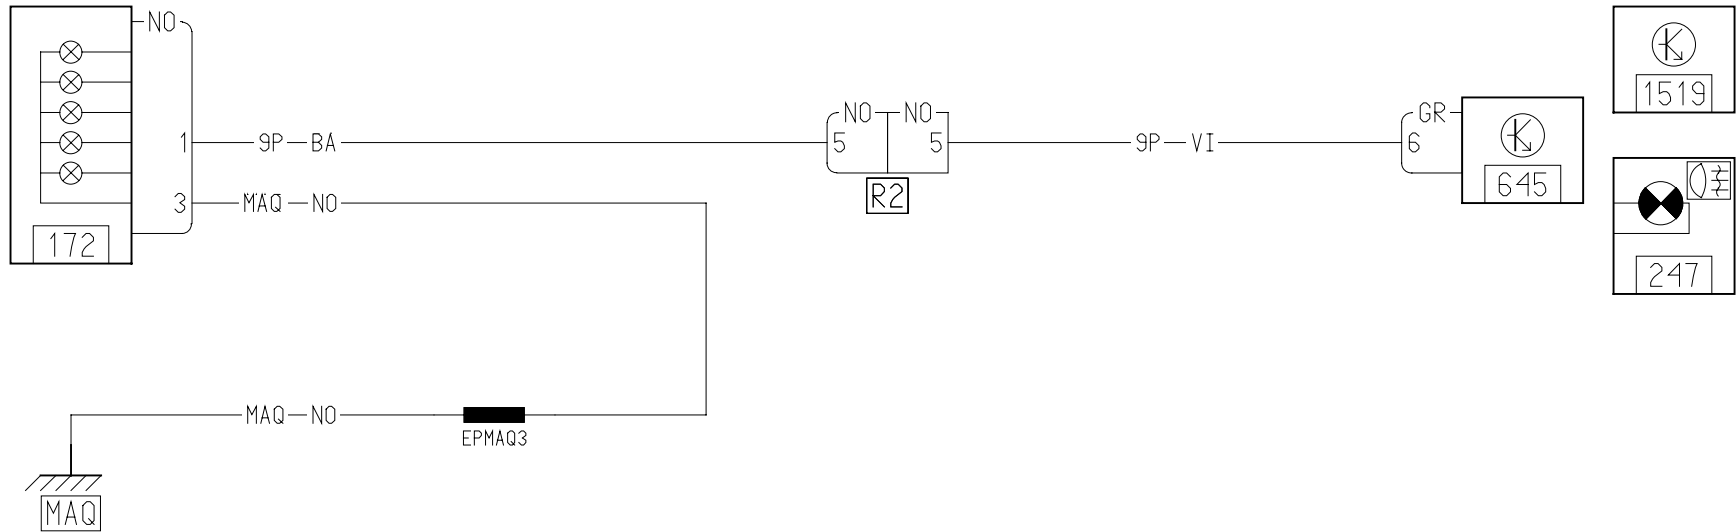 NO
1519
NO NO
GR
1 9P BA
5 5
9P VI
6
645
R2
3 MAQ NO
172
247
MAQ NO
EPMAQ3
MAQ